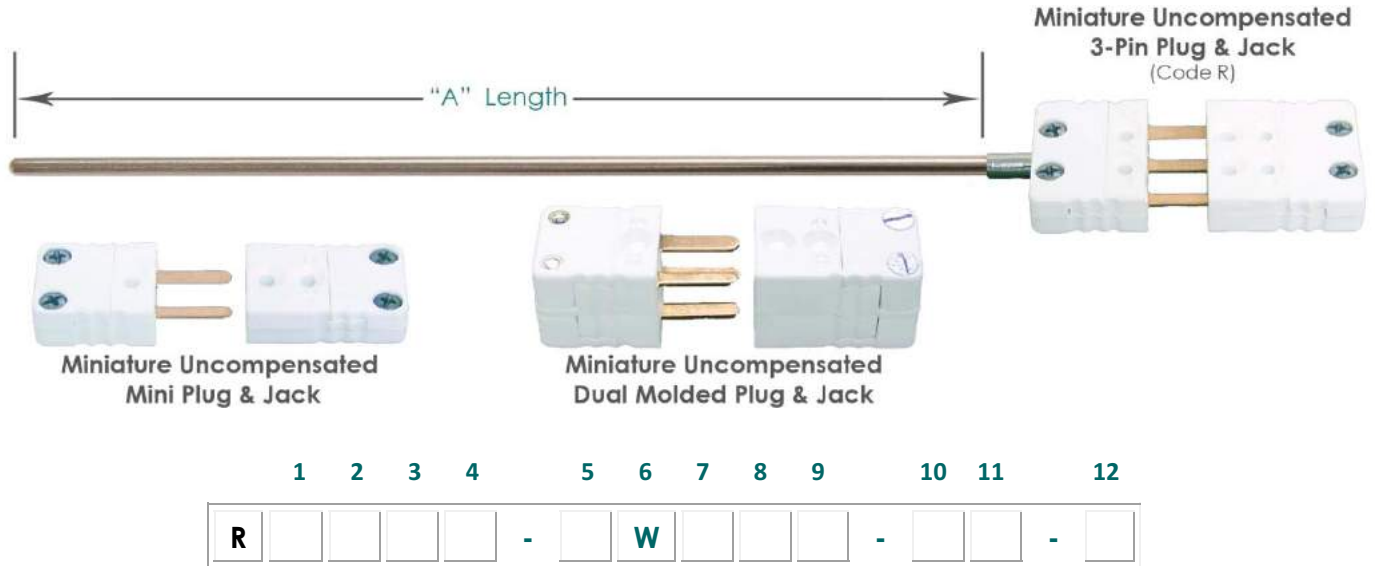 Miniature Uncompensated
3-Pin Plug & Jack
(Code R)
"A" Length
Miniature Uncompensated
Mini Plug & Jack
Miniature Uncompensated
Dual Molded Plug & Jack
1 2 3 4 5 6 7 8 9 10 11 12
R - W - -